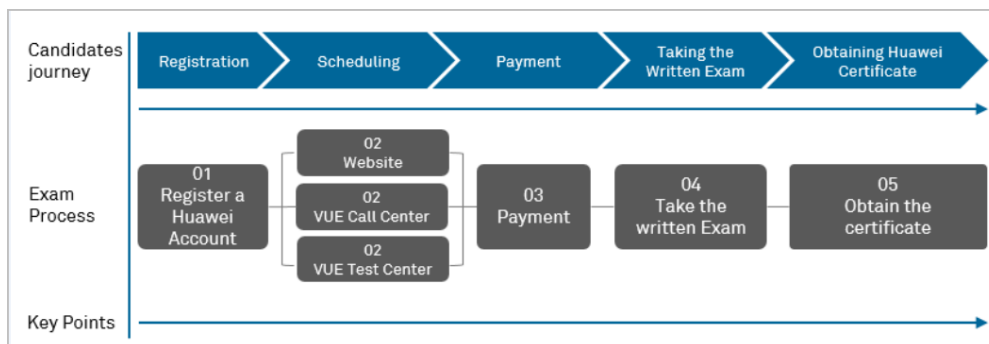 Candidates
journey
Registration
Scheduling
Payment
Taking the
Written Exam
Obtaining Huawei
Certificate
Exam
Process
01
Register a
Huawei
Account
02
Website
02
VUE Call Center
02
VUE Test Center
03
Payment
04
Take the
written Exam
05
Obtain the
certificate
Key Points